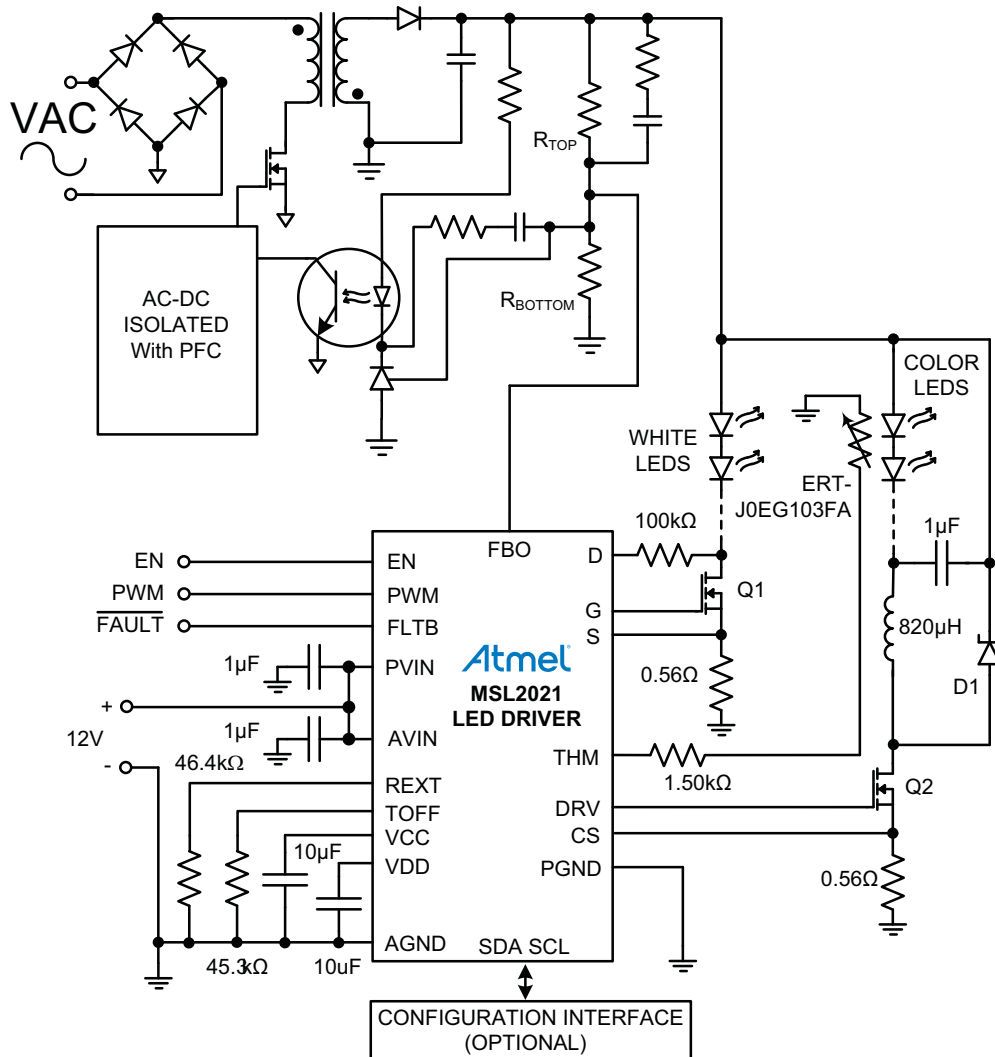 VAC
R_TOP
R_BOTTOM
AC-DC
ISOLATED
With PFC
COLOR
LEDS
WHITE
LEDS
ERT-
J0EG103FA
100kΩ
1µF
FBO
D
EN
EN
PWM
PWM
FAULT
FLTB
G
Q1
S
820µH
1µF
PVIN
Atmel
MSL2021
LED DRIVER
0.56Ω
D1
+
12V
-
1µF
AVIN
THM
46.4kΩ
1.50kΩ
REXT
Q2
TOFF
DRV
VCC
CS
10µF
VDD
PGND
0.56Ω
AGND
SDA SCL
45.3kΩ
10uF
CONFIGURATION INTERFACE
(OPTIONAL)